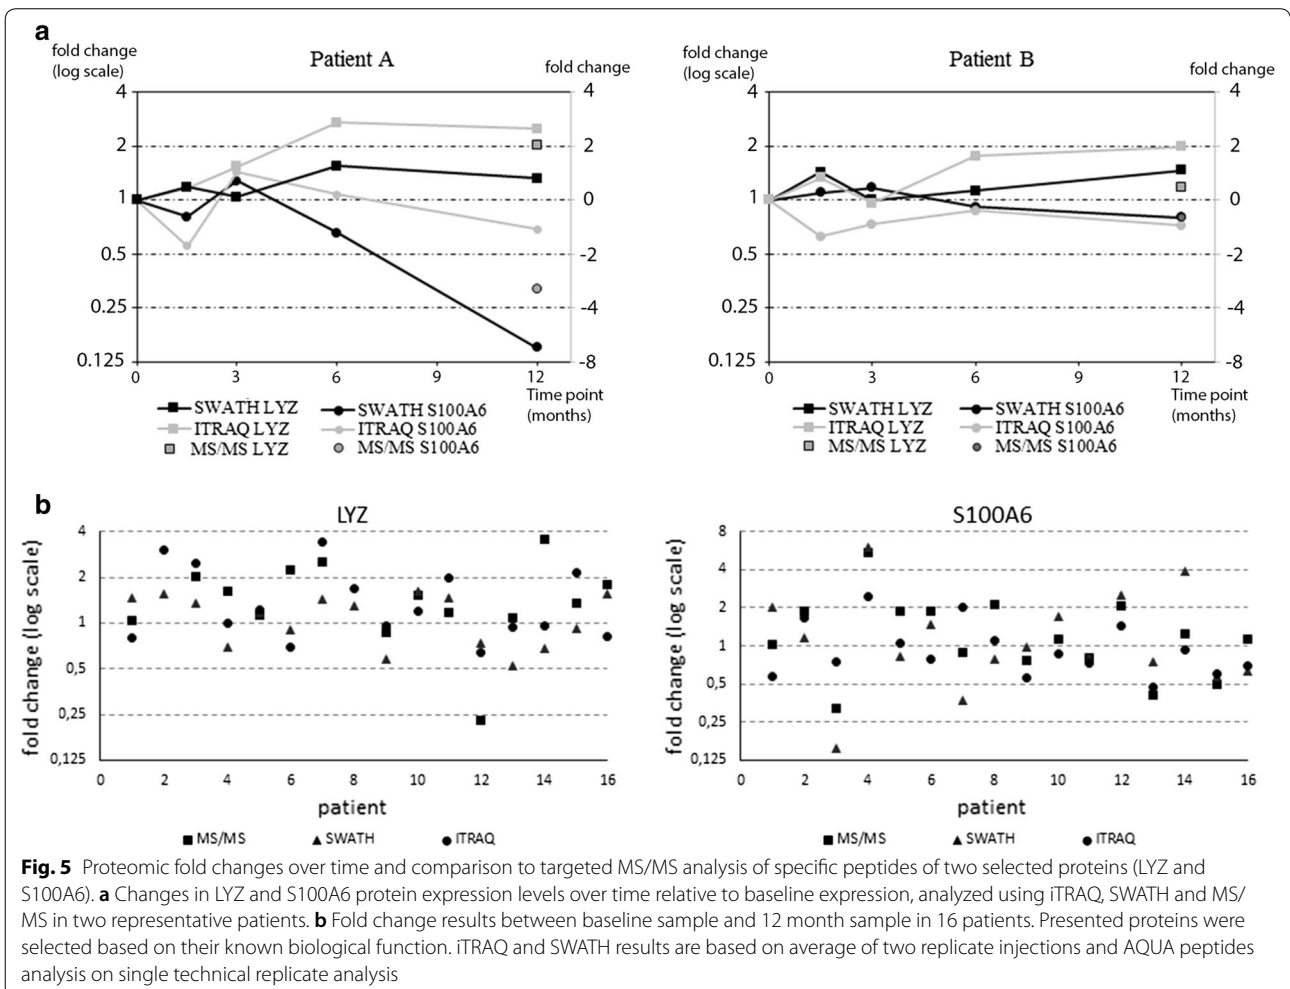 a
fold change
(log scale)
Patient A
fold change
4
2
1
0.5
0.25
0.125
4
2
0
-2
-4
-8
0
3
6
9
12
Time point
(months)
SWATH LYZ
SWATH S100A6
ITRAQ LYZ
ITRAQ S100A6
MS/MS LYZ
MS/MS S100A6
fold change
(log scale)
Patient B
fold change
4
2
1
0.5
0.25
0.125
4
2
0
-2
-4
-8
0
3
6
9
12
Time point
(months)
SWATH LYZ
SWATH S100A6
ITRAQ LYZ
ITRAQ S100A6
MS/MS LYZ
MS/MS S100A6
b
LYZ
fold change (log scale)
4
2
1
0,5
0,25
0,125
0 2 4 6 8 10 12 14 16
patient
MS/MS SWATH ITRAQ
S100A6
fold change (log scale)
8
4
2
1
0,5
0,25
0,125
0 2 4 6 8 10 12 14 16
patient
MS/MS SWATH ITRAQ
Fig. 5 Proteomic fold changes over time and comparison to targeted MS/MS analysis of specific peptides of two selected proteins (LYZ and
S100A6). a Changes in LYZ and S100A6 protein expression levels over time relative to baseline expression, analyzed using iTRAQ, SWATH and MS/
MS in two representative patients. b Fold change results between baseline sample and 12 month sample in 16 patients. Presented proteins were
selected based on their known biological function. iTRAQ and SWATH results are based on average of two replicate injections and AQUA peptides
analysis on single technical replicate analysis